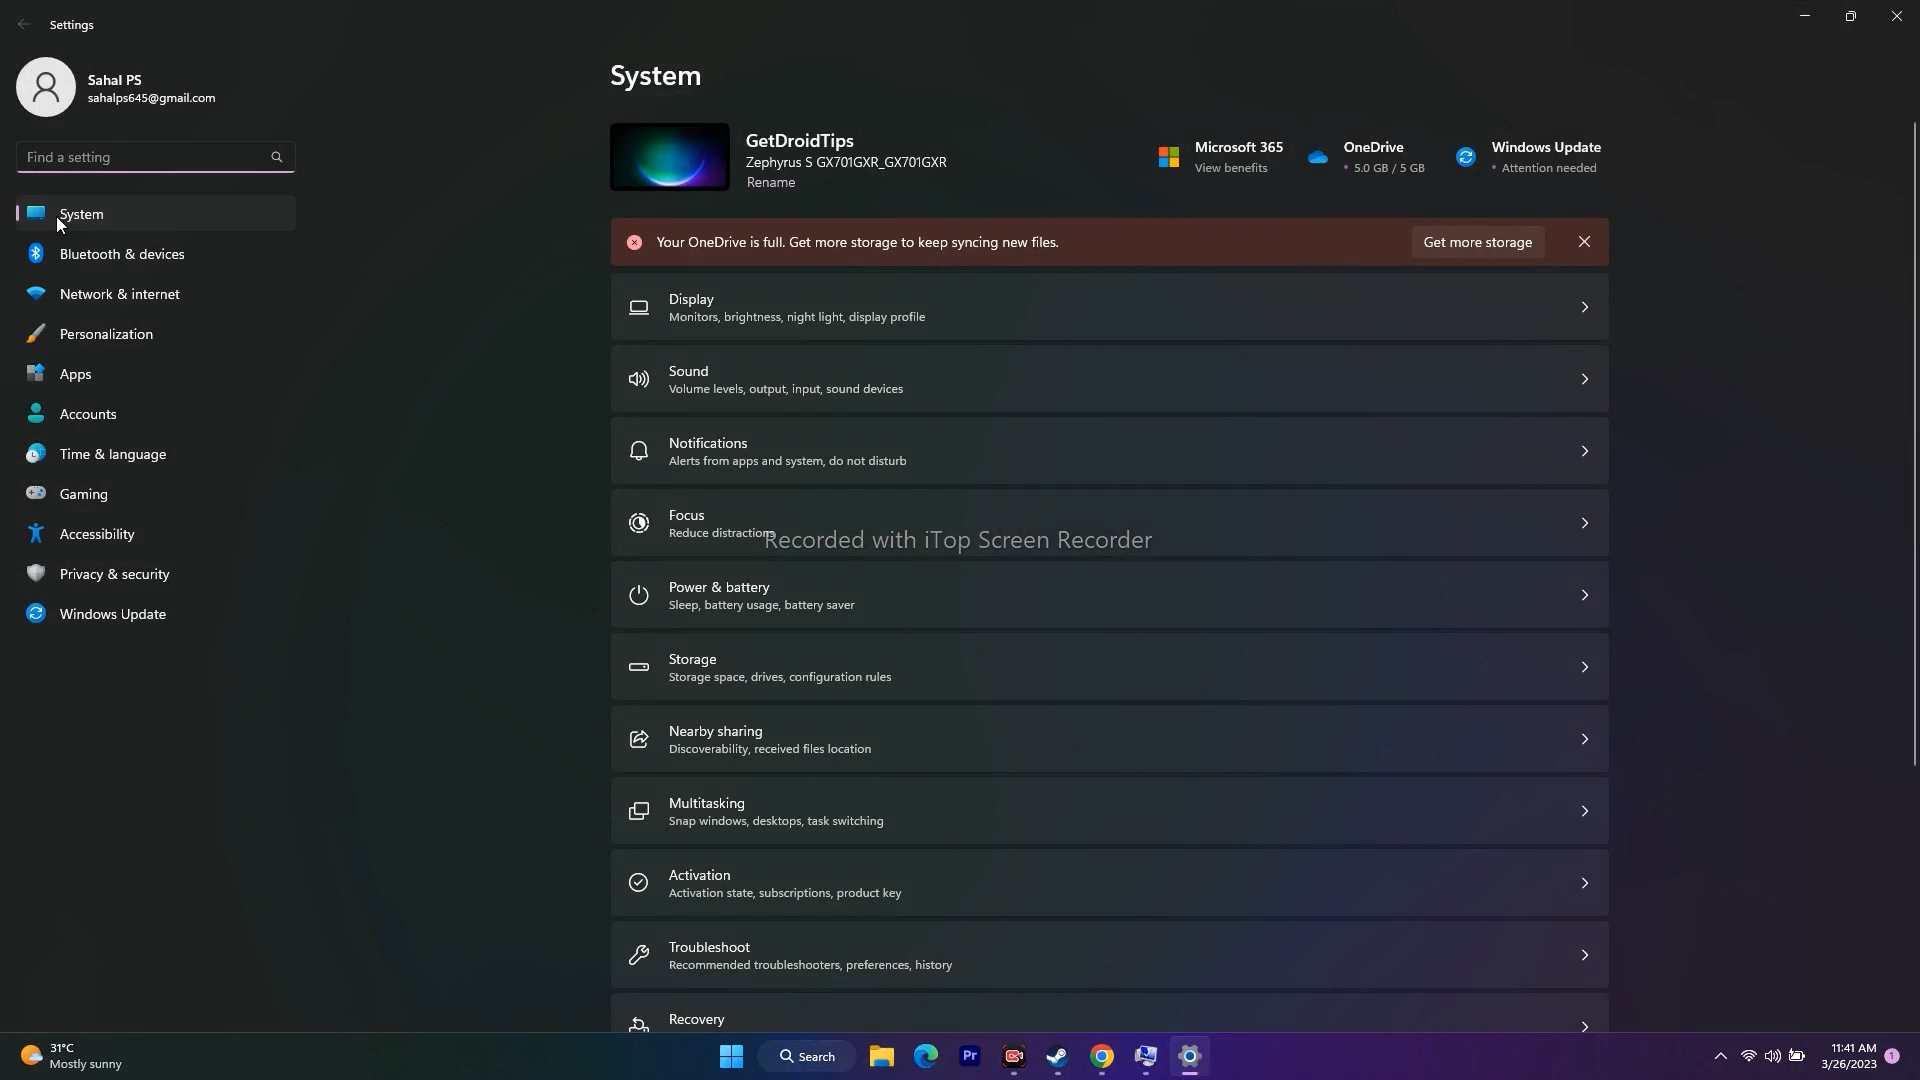 Settings
Sahal PS
sahalps645@gmail.com
Find a setting
System
Bluetooth & devices
Network & internet
Personalization
Apps
Accounts
Time & language
Gaming
Accessibility
Privacy & security
Windows Update
System
GetDroidTips
Zephyrus S GX701GXR_GX701GXR
Rename
Microsoft 365
View benefits
OneDrive
• 5.0 GB / 5 GB
Windows Update
• Attention needed
Your OneDrive is full. Get more storage to keep syncing new files.
Get more storage
Display
Monitors, brightness, night light, display profile
Sound
Volume levels, output, input, sound devices
Notifications
Alerts from apps and system, do not disturb
Focus
Reduce distractions
Recorded with iTop Screen Recorder
Power & battery
Sleep, battery usage, battery saver
Storage
Storage space, drives, configuration rules
Nearby sharing
Discoverability, received files location
Multitasking
Snap windows, desktops, task switching
Activation
Activation state, subscriptions, product key
Troubleshoot
Recommended troubleshooters, preferences, history
Recovery
31°C
Mostly sunny
Search
Pr
11:41 AM
3/26/2023
1